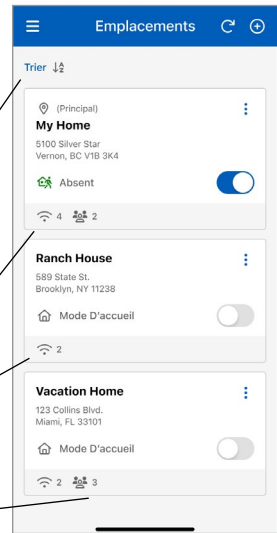 Emplacements
Trier
(Principal)
My Home
5100 Silver Star
Vernon, BC V1B 3K4
Absent
4 2
Ranch House
589 State St.
Brooklyn, NY 11238
Mode D'accueil
2
Vacation Home
123 Collins Blvd.
Miami, FL 33101
Mode D'accueil
2 3